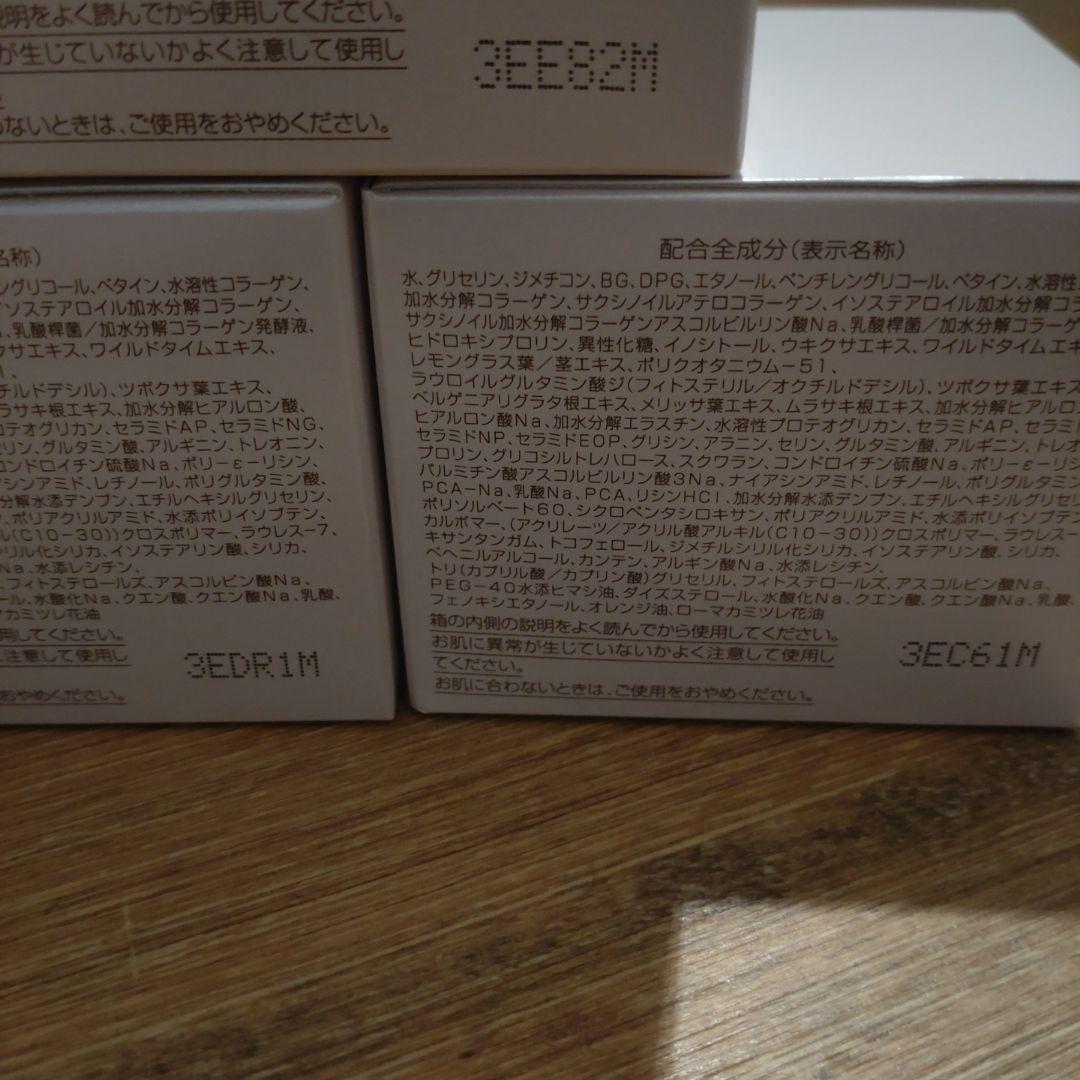 説明をよく読んでから使用してください。
が生じていないかよく注意して使用し
ないときは、ご使用をおやめください。
3EE82M
名称)
ングリコール、ベタイン、水溶性コラーゲン、
イソステアロイル加水分解コラーゲン、
乳酸桿菌/加水分解コラーゲン発酵液、
クサエキス、ワイルドタイムエキス、
チルドデシル)、ツボクサ葉エキス、
ラサキ根エキス、加水分解ヒアルロン酸、
ロテオグリカン、セラミドAP、セラミドNG、
セリン、グルタミン酸、アルギニン、トレオニン、
コンドロイチン硫酸Na、ポリ-ε-リシン、
シンアミド、レチノール、ポリグルタミン酸、
分解水添デンプン、エチルヘキシルグリセリン、
ポリアクリルアミド、水添ポリイソブテン、
ル(C10-30))クロスポリマー、ラウレス-7、
リル化シリカ、イソステアリン酸、シリカ、
Na、水添レシチン、
フィトステロールズ、アスコルビン酸Na、
ール、水酸化Na、クエン酸、クエン酸Na、乳酸、
マカミツレ花油
用してください。
注意して使用し
おやめください。
3EDR1M
配合全成分(表示名称)
水、グリセリン、ジメチコン、BG、DPG、エタノール、ペンチレングリコール、ベタイン、水溶性
加水分解コラーゲン、サクシノイルアテロコラーゲン、イソステアロイル加水分解コラ
サクシノイル加水分解コラーゲン、アスコルビルリン酸Na、乳酸桿菌/加水分解コラーゲ
ヒドロキシプロリン、異性化糖、イノシトール、ウキクサエキス、ワイルドタイムエキ
レモングラス葉/茎エキス、ポリクオタニウム-51、
ラウロイルグルタミン酸ジ(フィトステリル/オクチルドデシル)、ツボクサ葉エキス
ベルゲニアリグラタ根エキス、メリッサ葉エキス、ムラサキ根エキス、加水分解ヒアルロ
ヒアルロン酸Na、加水分解エラスチン、水溶性プロテオグリカン、セラミドAP、セラミ
セラミドNP、セラミドEOP、グリシン、アラニン、セリン、グルタミン酸、アルギニン、トレオ
プロリン、グリコシルトレハロース、スクワラン、コンドロイチン硫酸Na、ポリ-ε-リシ
パルミチン酸アスコルビルリン酸3Na、ナイアシンアミド、レチノール、ポリグルタミン
PCA-Na、乳酸Na、PCA、リシンHCl、加水分解水添デンプン、エチルヘキシルグリセリ
ポリソルベート60、シクロペンタシロキサン、ポリアクリルアミド、水添ポリイソブテン
カルボマー、(アクリレーツ/アクリル酸アルキル(C10-30))クロスポリマー、ラウレス-
キサンタンガム、トコフェロール、ジメチルシリル化シリカ、イソステアリン酸、シリカ、
ベヘニルアルコール、カンテン、アルギン酸Na、水添レシチン、
トリ(カプリル酸/カプリン酸)グリセリル、フィトステロールズ、アスコルビン酸Na、
PEG-40水添ヒマシ油、ダイズステロール、水酸化Na、クエン酸、クエン酸Na、乳酸、
フェノキシエタノール、オレンジ油、ローマカミツレ花油
箱の内側の説明をよく読んでから使用してください。
お肌に異常が生じていないかよく注意して使用し
てください。
お肌に合わないときは、ご使用をおやめください。
3EC61M